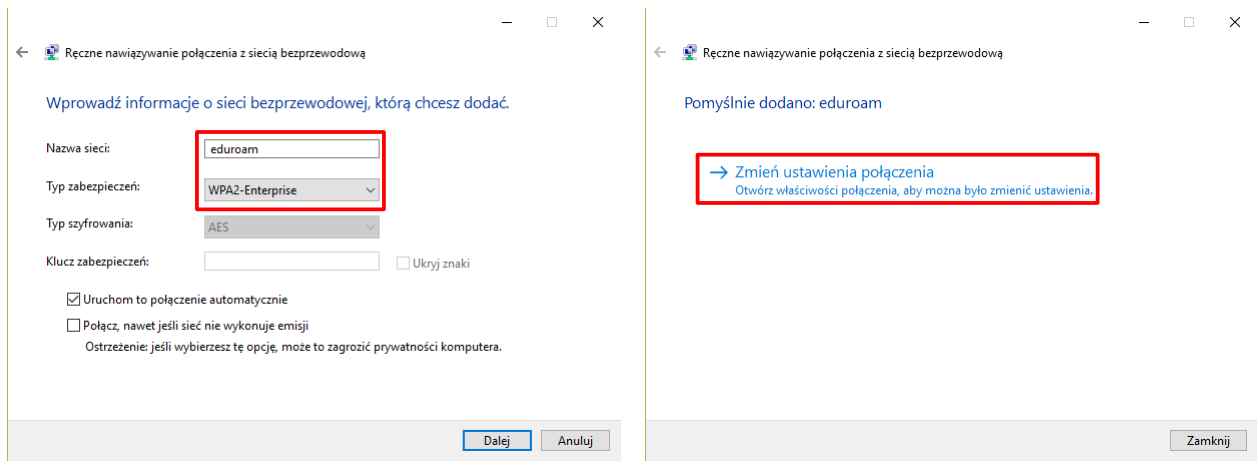 Ręczne nawiązywanie połączenia z siecią bezprzewodową
Wprowadź informacje o sieci bezprzewodowej, którą chcesz dodać.
Nazwa sieci:
eduroam
Typ zabezpieczeń:
WPA2-Enterprise
Typ szyfrowania:
AES
Klucz zabezpieczeń:
Ukryj znaki
Uruchom to połączenie automatycznie
Połącz, nawet jeśli sieć nie wykonuje emisji
Ostrzeżenie: jeśli wybierzesz tę opcję, może to zagrozić prywatności komputera.
Dalej
Anuluj
Ręczne nawiązywanie połączenia z siecią bezprzewodową
Pomyślnie dodano: eduroam
Zmień ustawienia połączenia
Otwórz właściwości połączenia, aby można było zmienić ustawienia.
Zamknij